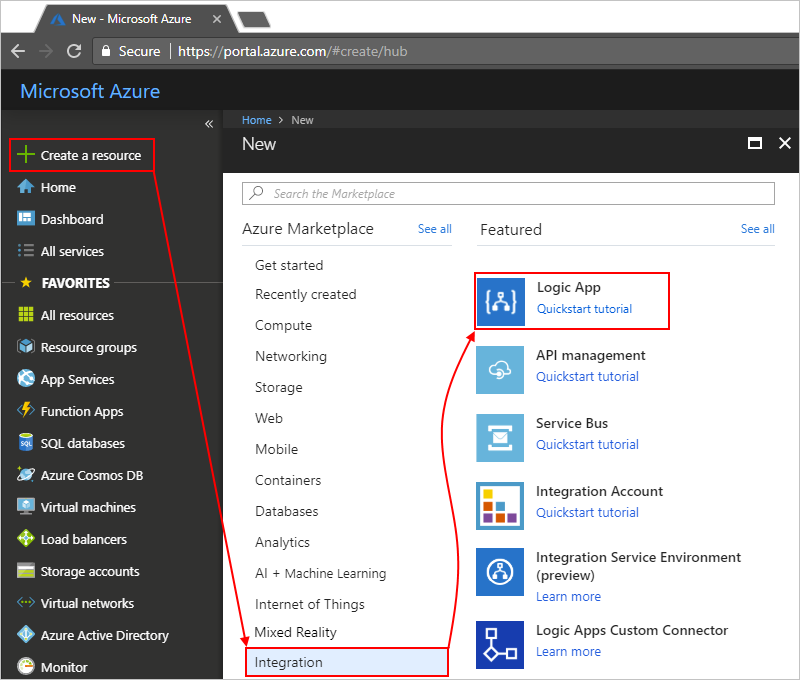 New - Microsoft Azure
Secure
https://portal.azure.com/#create/hub
Microsoft Azure
Create a resource
Home
Dashboard
All services
FAVORITES
All resources
Resource groups
App Services
Function Apps
SQL databases
Azure Cosmos DB
Virtual machines
Load balancers
Storage accounts
Virtual networks
Azure Active Directory
Monitor
Home > New
New
Search the Marketplace
Azure Marketplace
See all
Get started
Recently created
Compute
Networking
Storage
Web
Mobile
Containers
Databases
Analytics
AI + Machine Learning
Internet of Things
Mixed Reality
Integration
Featured
See all
Logic App
Quickstart tutorial
API management
Quickstart tutorial
Service Bus
Quickstart tutorial
Integration Account
Quickstart tutorial
Integration Service Environment
(preview)
Learn more
Logic Apps Custom Connector
Learn more